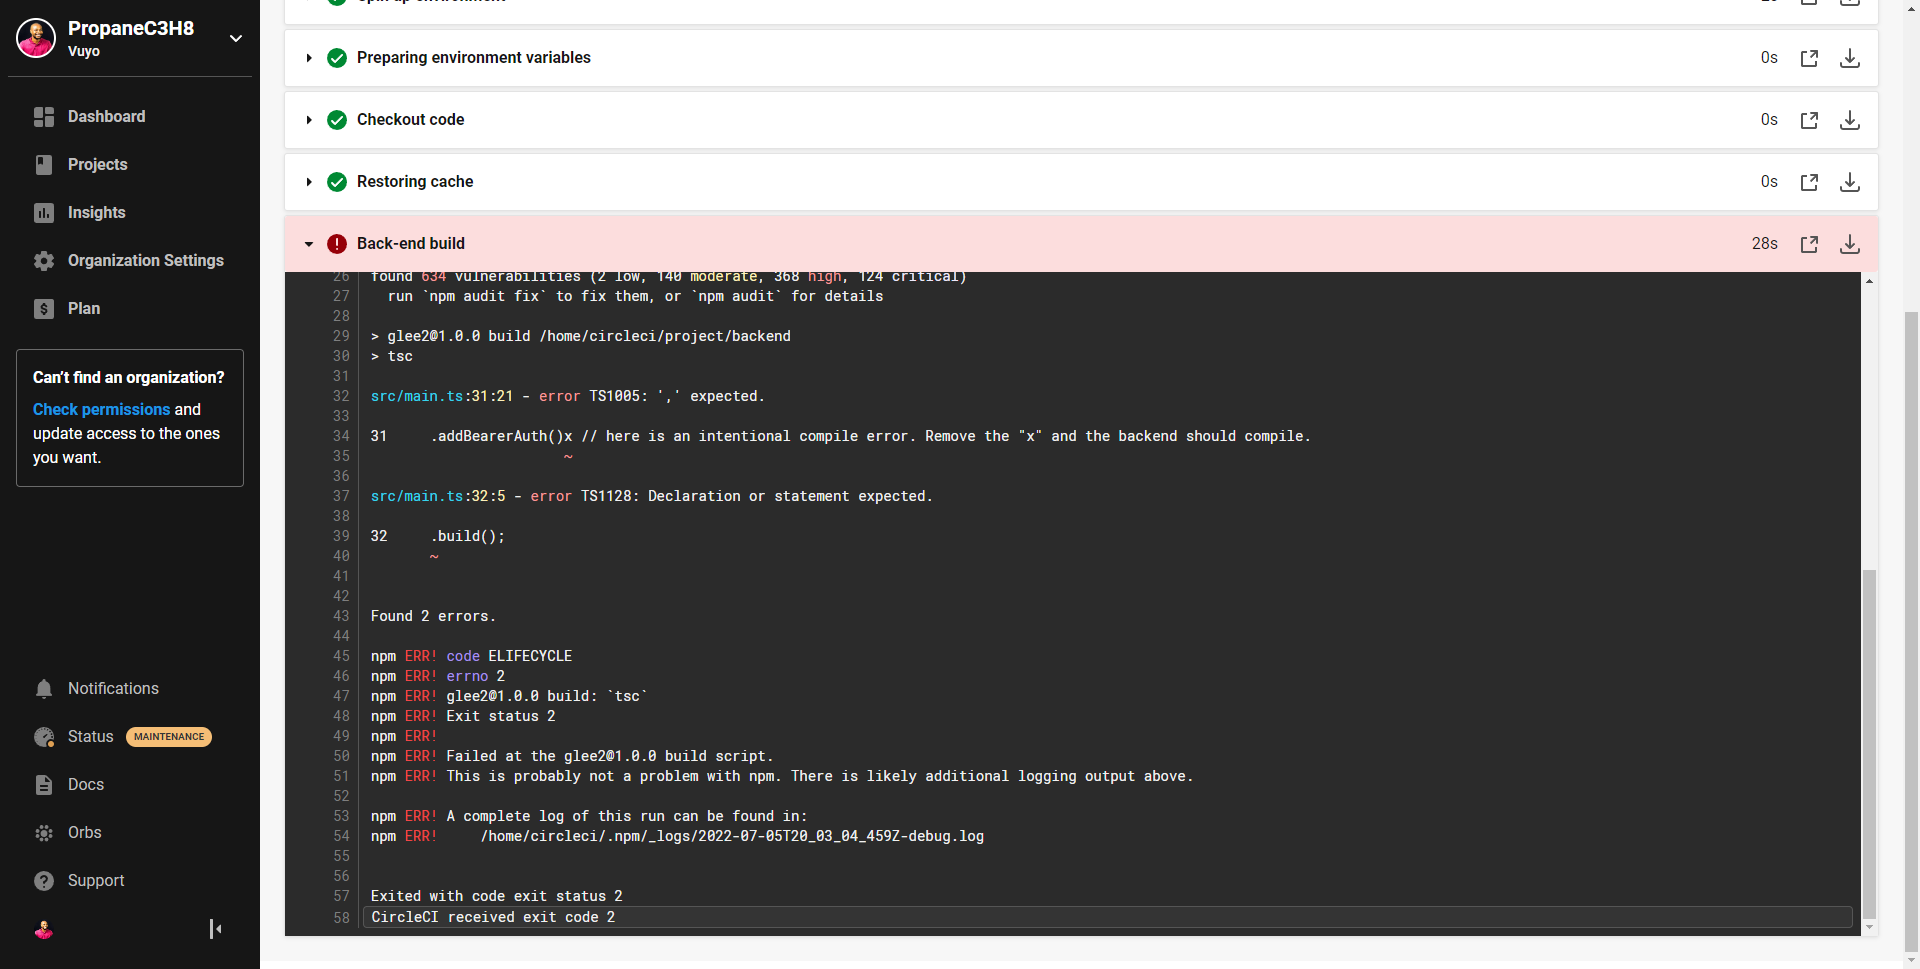 PropaneC3H8
Vuyo
Dashboard
Projects
Insights
Organization Settings
Plan
Can't find an organization?
Check permissions and
update access to the ones
you want.
Notifications
Status MAINTENANCE
Docs
Orbs
Support
Spin up environment
Preparing environment variables 0s
Checkout code 0s
Restoring cache 0s
Back-end build 28s
26 found 634 vulnerabilities (2 low, 140 moderate, 368 high, 124 critical)
27 run `npm audit fix` to fix them, or `npm audit` for details
28
29 > glee2@1.0.0 build /home/circleci/project/backend
30 > tsc
31
32 src/main.ts:31:21 - error TS1005: ',' expected.
33
34 31 .addBearerAuth()x // here is an intentional compile error. Remove the "x" and the backend should compile.
35 ~
36
37 src/main.ts:32:5 - error TS1128: Declaration or statement expected.
38
39 32 .build();
40 ~
41
42
43 Found 2 errors.
44
45 npm ERR! code ELIFECYCLE
46 npm ERR! errno 2
47 npm ERR! glee2@1.0.0 build: `tsc`
48 npm ERR! Exit status 2
49 npm ERR!
50 npm ERR! Failed at the glee2@1.0.0 build script.
51 npm ERR! This is probably not a problem with npm. There is likely additional logging output above.
52
53 npm ERR! A complete log of this run can be found in:
54 npm ERR! /home/circleci/.npm/_logs/2022-07-05T20_03_04_459Z-debug.log
55
56
57 Exited with code exit status 2
58 CircleCI received exit code 2